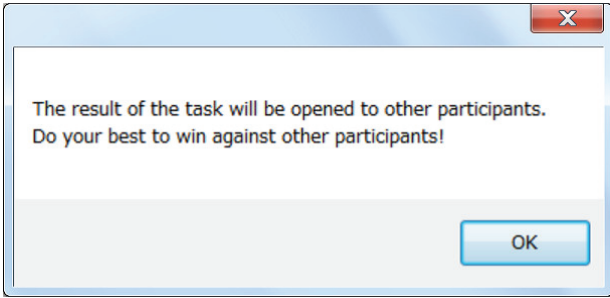 The result of the task will be opened to other participants.
Do your best to win against other participants!
OK